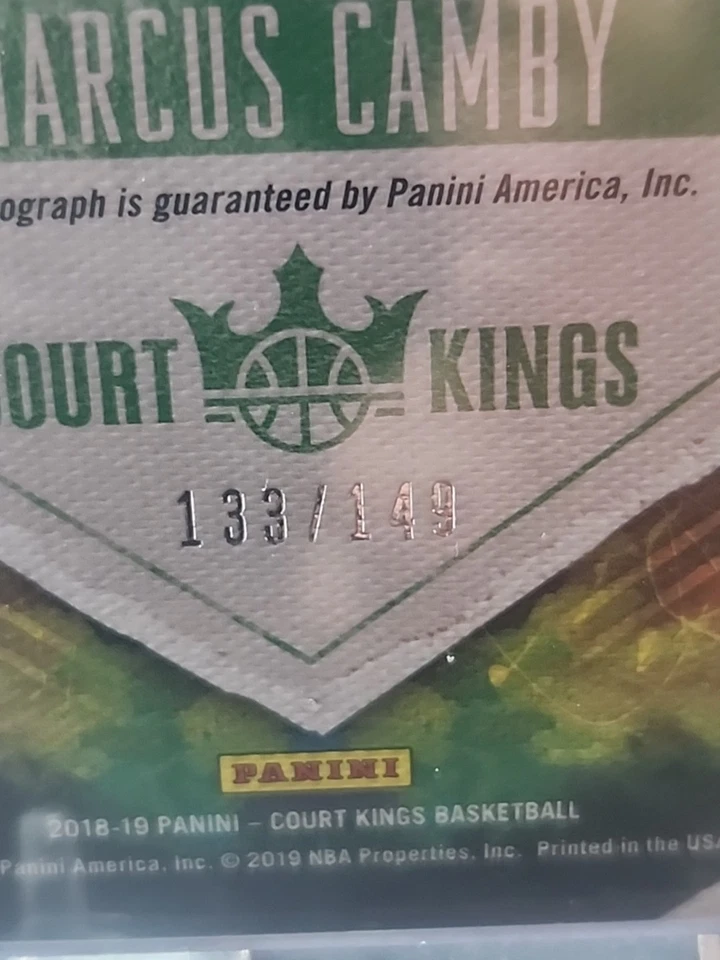 MARCUS CAMBY
ograph is guaranteed by Panini America, Inc.
OURT KINGS
133/149
PANINI
2018-19 PANINI – COURT KINGS BASKETBALL
Panini America, Inc. © 2019 NBA Properties, Inc. Printed in the USA